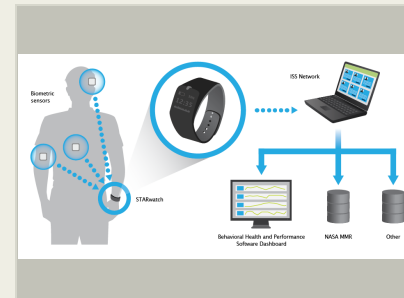 Biometric
sensors
ISS Network
STARwatch
Behavioral Health and Performance
Software Dashboard
NASA MMR
Other